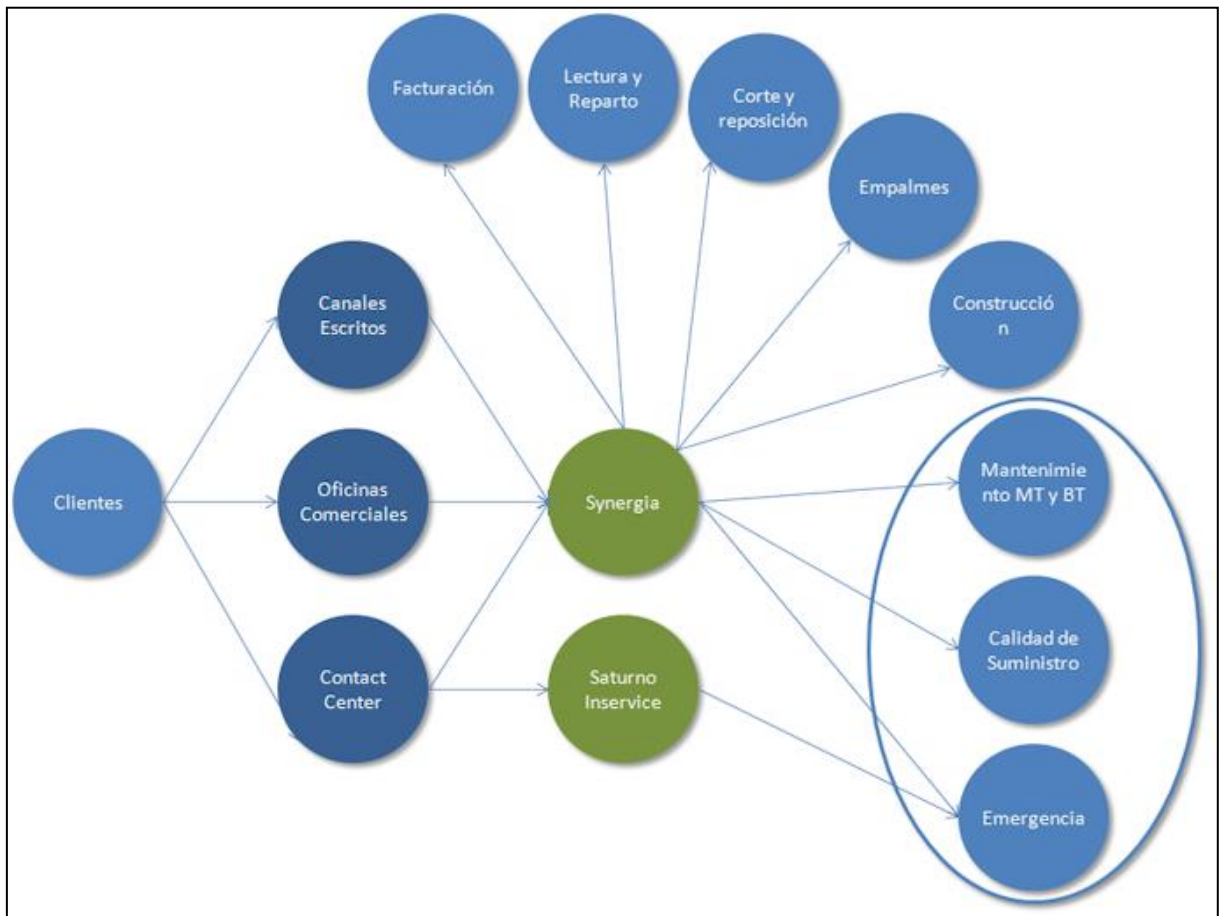 Facturación
Lectura y
Reparto
Corte y
reposición
Empalmes
Construcció
n
Canales
Escritos
Clientes
Oficinas
Comerciales
Synergia
Mantenimie
nto MT y BT
Contact
Center
Saturno
Inservice
Calidad de
Suministro
Emergencia